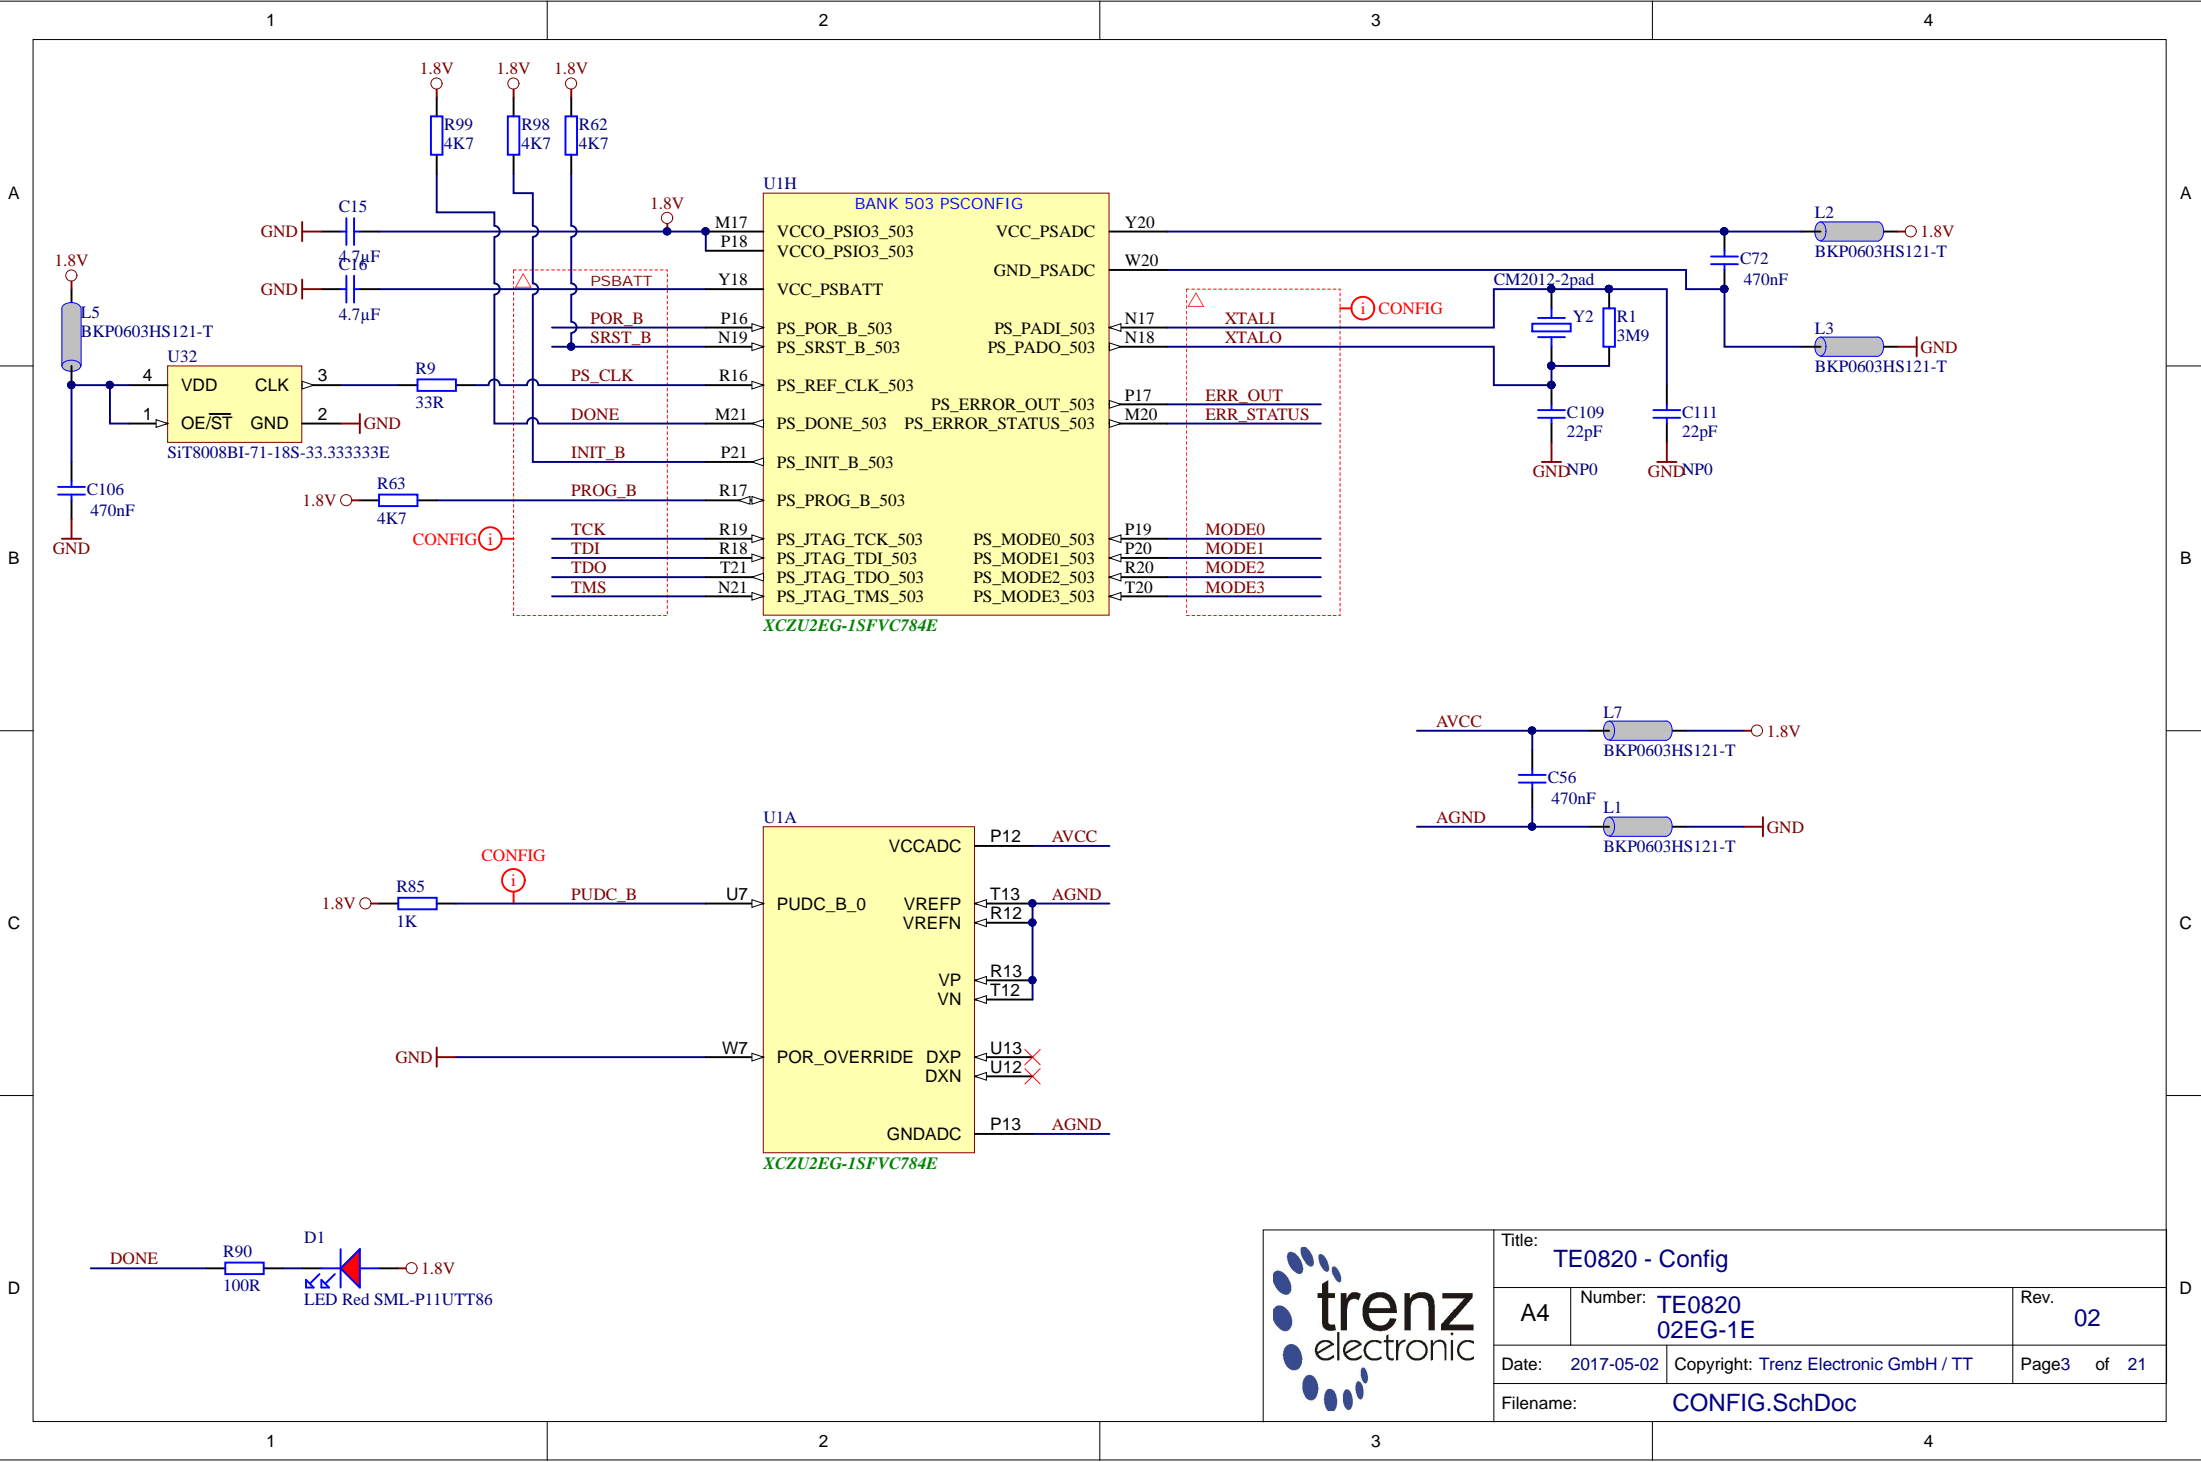 1 2 3 4
A A
B B
C C
D D
1.8V 1.8V 1.8V
R99 R98 R62
4K7 4K7 4K7
U1H
BANK 503 PSCONFIG
C15
GND
4.7µF
1.8V
M17 VCCO_PSIO3_503
P18 VCCO_PSIO3_503
C16
GND
4.7µF
PSBATT Y18 VCC_PSBATT
POR_B P16 PS_POR_B_503
SRST_B N19 PS_SRST_B_503
PS_CLK R16 PS_REF_CLK_503
DONE M21 PS_DONE_503
INIT_B P21 PS_INIT_B_503
PROG_B R17 PS_PROG_B_503
TCK R19 PS_JTAG_TCK_503
TDI R18 PS_JTAG_TDI_503
TDO T21 PS_JTAG_TDO_503
TMS N21 PS_JTAG_TMS_503
CONFIG i
1.8V
L5
BKP0603HS121-T
U32
4 VDD CLK 3
1 OE/ST GND 2 GND
SiT8008BI-71-18S-33.333333E
R9
33R
C106
470nF
GND
1.8V R63
4K7
VCC_PSADC Y20
GND_PSADC W20
PS_PADI_503 N17 XTALI
PS_PADO_503 N18 XTALO
PS_ERROR_OUT_503 P17 ERR_OUT
PS_ERROR_STATUS_503 M20 ERR_STATUS
PS_MODE0_503 P19 MODE0
PS_MODE1_503 P20 MODE1
PS_MODE2_503 R20 MODE2
PS_MODE3_503 T20 MODE3
XCZU2EG-1SFVC784E
i CONFIG
CM2012-2pad
Y2 R1
3M9
C109
22pF
GND NP0
C111
22pF
GND NP0
C72
470nF
L2
1.8V
BKP0603HS121-T
L3
GND
BKP0603HS121-T
AVCC L7
1.8V
BKP0603HS121-T
C56
470nF
AGND L1
GND
BKP0603HS121-T
U1A
CONFIG
i
1.8V R85
1K
PUDC_B U7 PUDC_B_0
GND W7 POR_OVERRIDE
VCCADC P12 AVCC
VREFP T13 AGND
VREFN R12
VP R13
VN T12
DXP U13
DXN U12
GNDADC P13 AGND
XCZU2EG-1SFVC784E
DONE R90
100R
D1
1.8V
LED Red SML-P11UTT86
trenz
electronic
Title:
TE0820 - Config
A4 Number: TE0820
02EG-1E
Rev.
02
Date: 2017-05-02 Copyright: Trenz Electronic GmbH / TT Page3 of 21
Filename: CONFIG.SchDoc
1 2 3 4